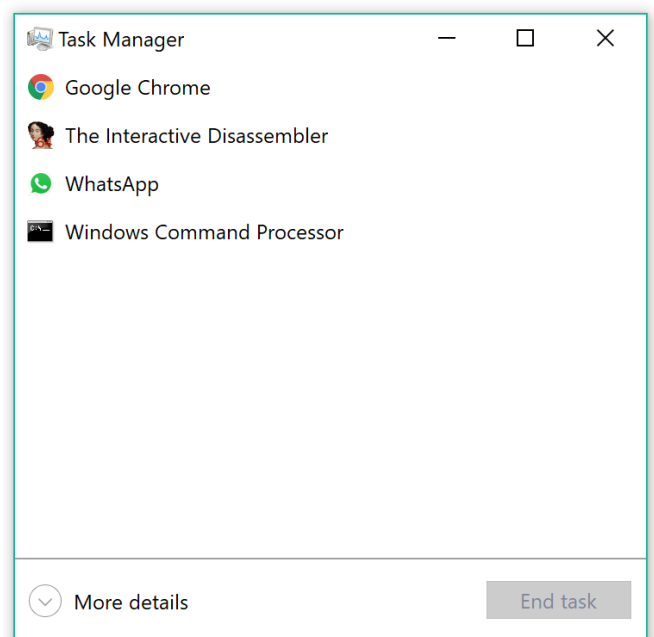 Task Manager
Google Chrome
The Interactive Disassembler
WhatsApp
Windows Command Processor
More details
End task